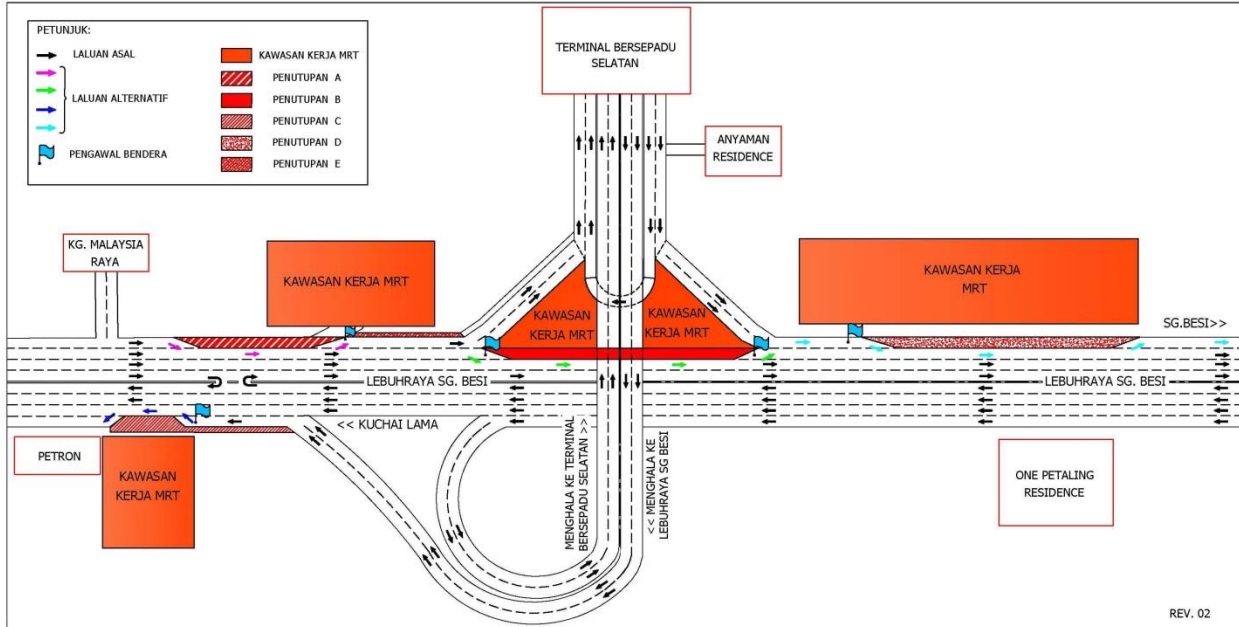 PETUNJUK:
LALUAN ASAL
LALUAN ALTERNATIF
PENGAWAL BENDERA
KAWASAN KERJA MRT
PENUTUPAN A
PENUTUPAN B
PENUTUPAN C
PENUTUPAN D
PENUTUPAN E
TERMINAL BERSEPADU
SELATAN
ANYAMAN
RESIDENCE
KG. MALAYSIA
RAYA
KAWASAN KERJA MRT
KAWASAN
KERJA MRT
KAWASAN
KERJA MRT
KAWASAN KERJA
MRT
SG.BESI>>
LEBUHRAYA SG. BESI
LEBUHRAYA SG. BESI
<< KUCHAI LAMA
MENGHALA KE TERMINAL
BERSEPADU SELATAN >>
<< MENGHALA KE
LEBUHRAYA SG BESI
PETRON
KAWASAN
KERJA MRT
ONE PETALING
RESIDENCE
REV. 02